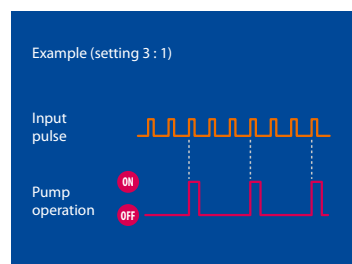 Example (setting 3 : 1)
Input
pulse
Pump
operation
ON
OFF